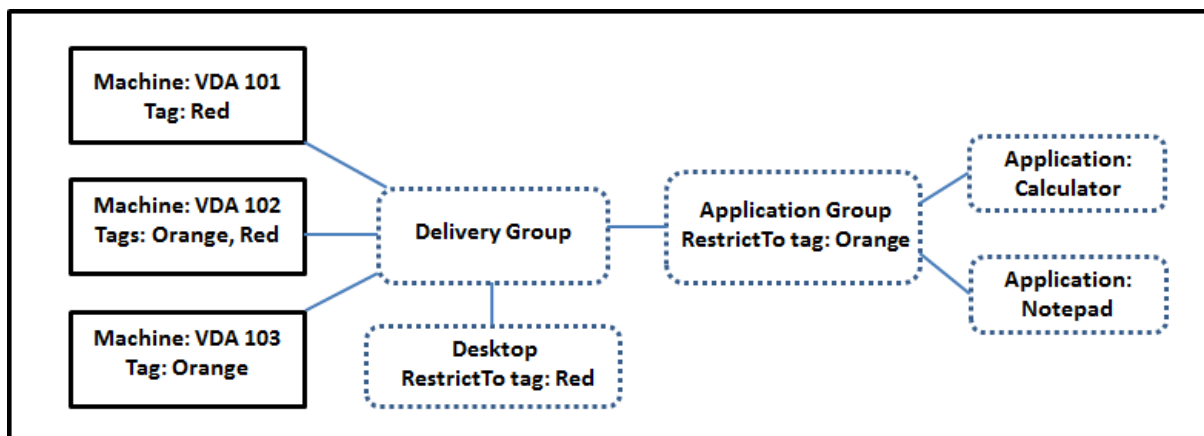 Machine: VDA 101
Tag: Red
Machine: VDA 102
Tags: Orange, Red
Machine: VDA 103
Tag: Orange
Delivery Group
Desktop
RestrictTo tag: Red
Application Group
RestrictTo tag: Orange
Application:
Calculator
Application:
Notepad